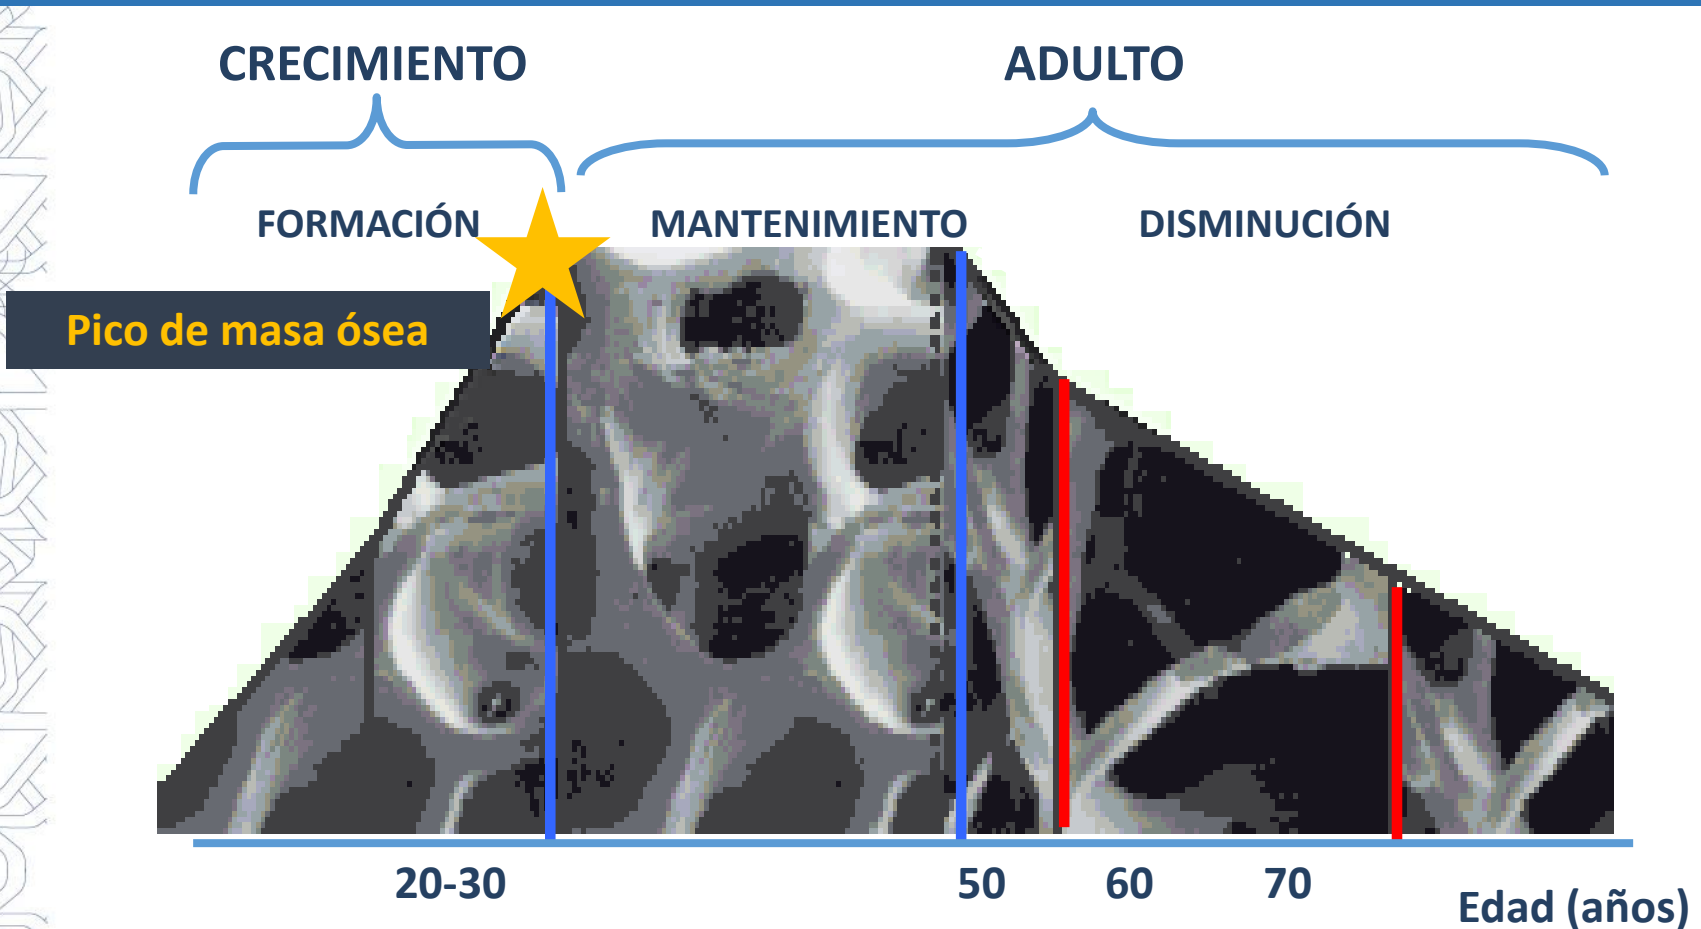 CRECIMIENTO
ADULTO
FORMACIÓN
MANTENIMIENTO
DISMINUCIÓN
Pico de masa ósea
20-30
50
60
70
Edad (años)